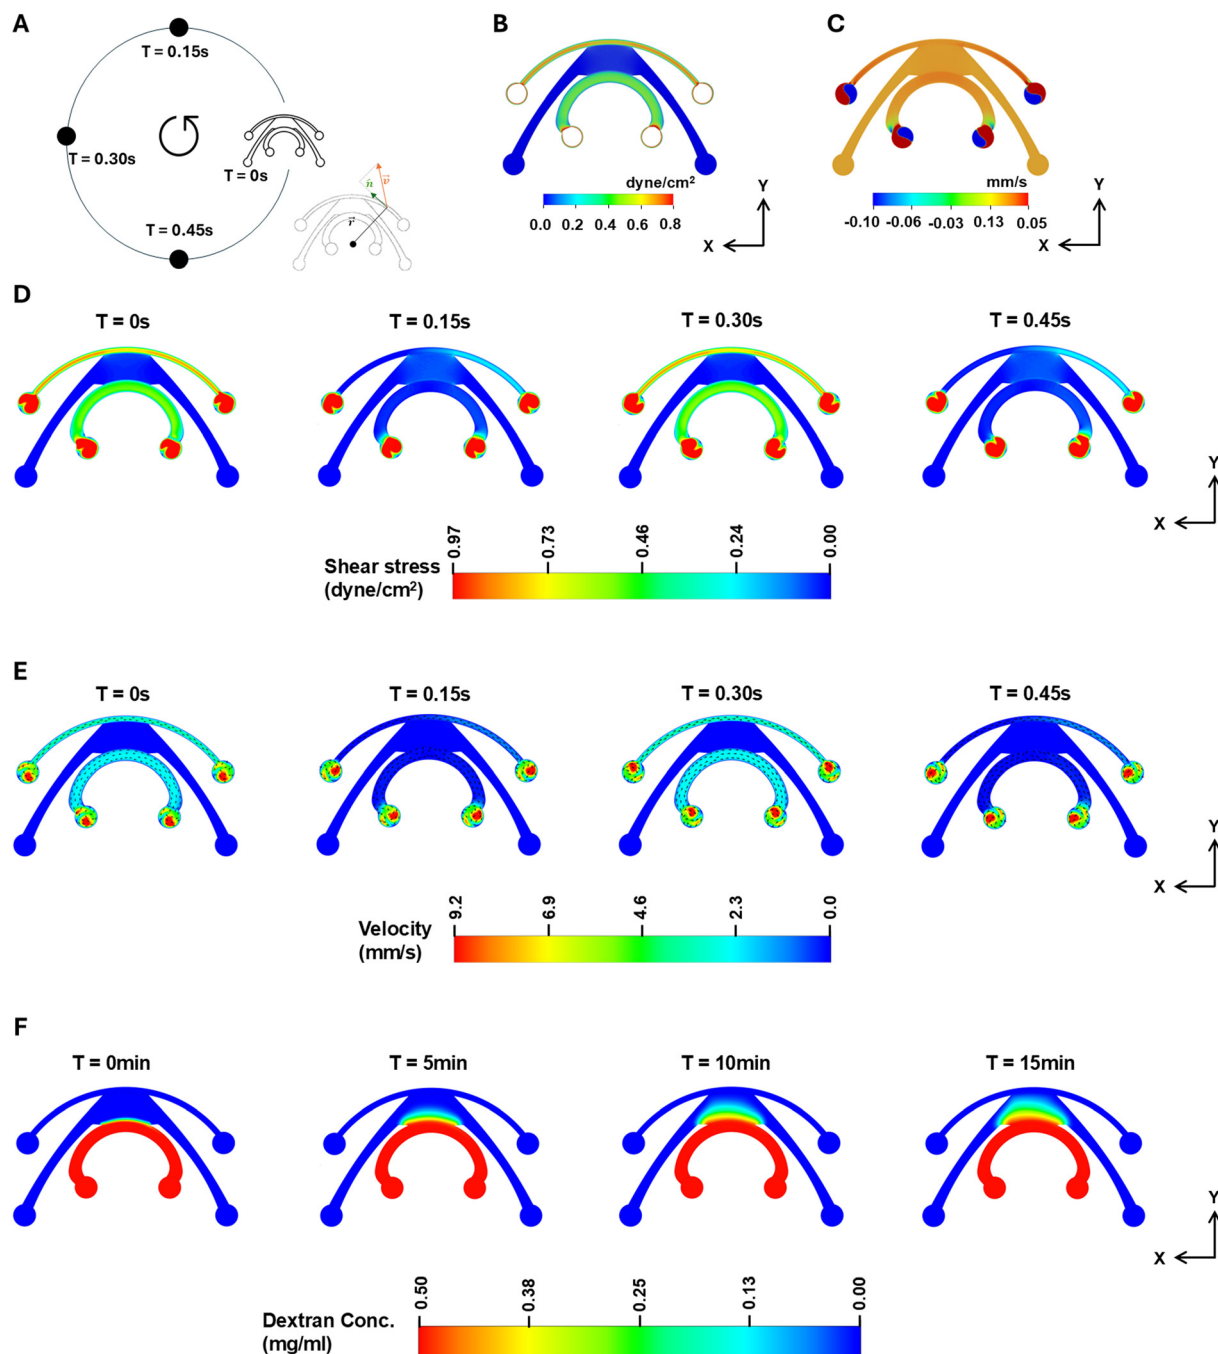 A
T = 0.15s
T = 0.30s
T = 0s
T = 0.45s
n̂
v⃗
r⃗
B
dyne/cm²
0.0 0.2 0.4 0.6 0.8
Y
X
C
mm/s
-0.10 -0.06 -0.03 0.13 0.05
Y
X
D
T = 0s T = 0.15s T = 0.30s T = 0.45s
Y
X
0.97 0.73 0.46 0.24 0.00
Shear stress
(dyne/cm²)
E
T = 0s T = 0.15s T = 0.30s T = 0.45s
Y
X
9.2 6.9 4.6 2.3 0.0
Velocity
(mm/s)
F
T = 0min T = 5min T = 10min T = 15min
Y
X
0.50 0.38 0.25 0.13 0.00
Dextran Conc.
(mg/ml)